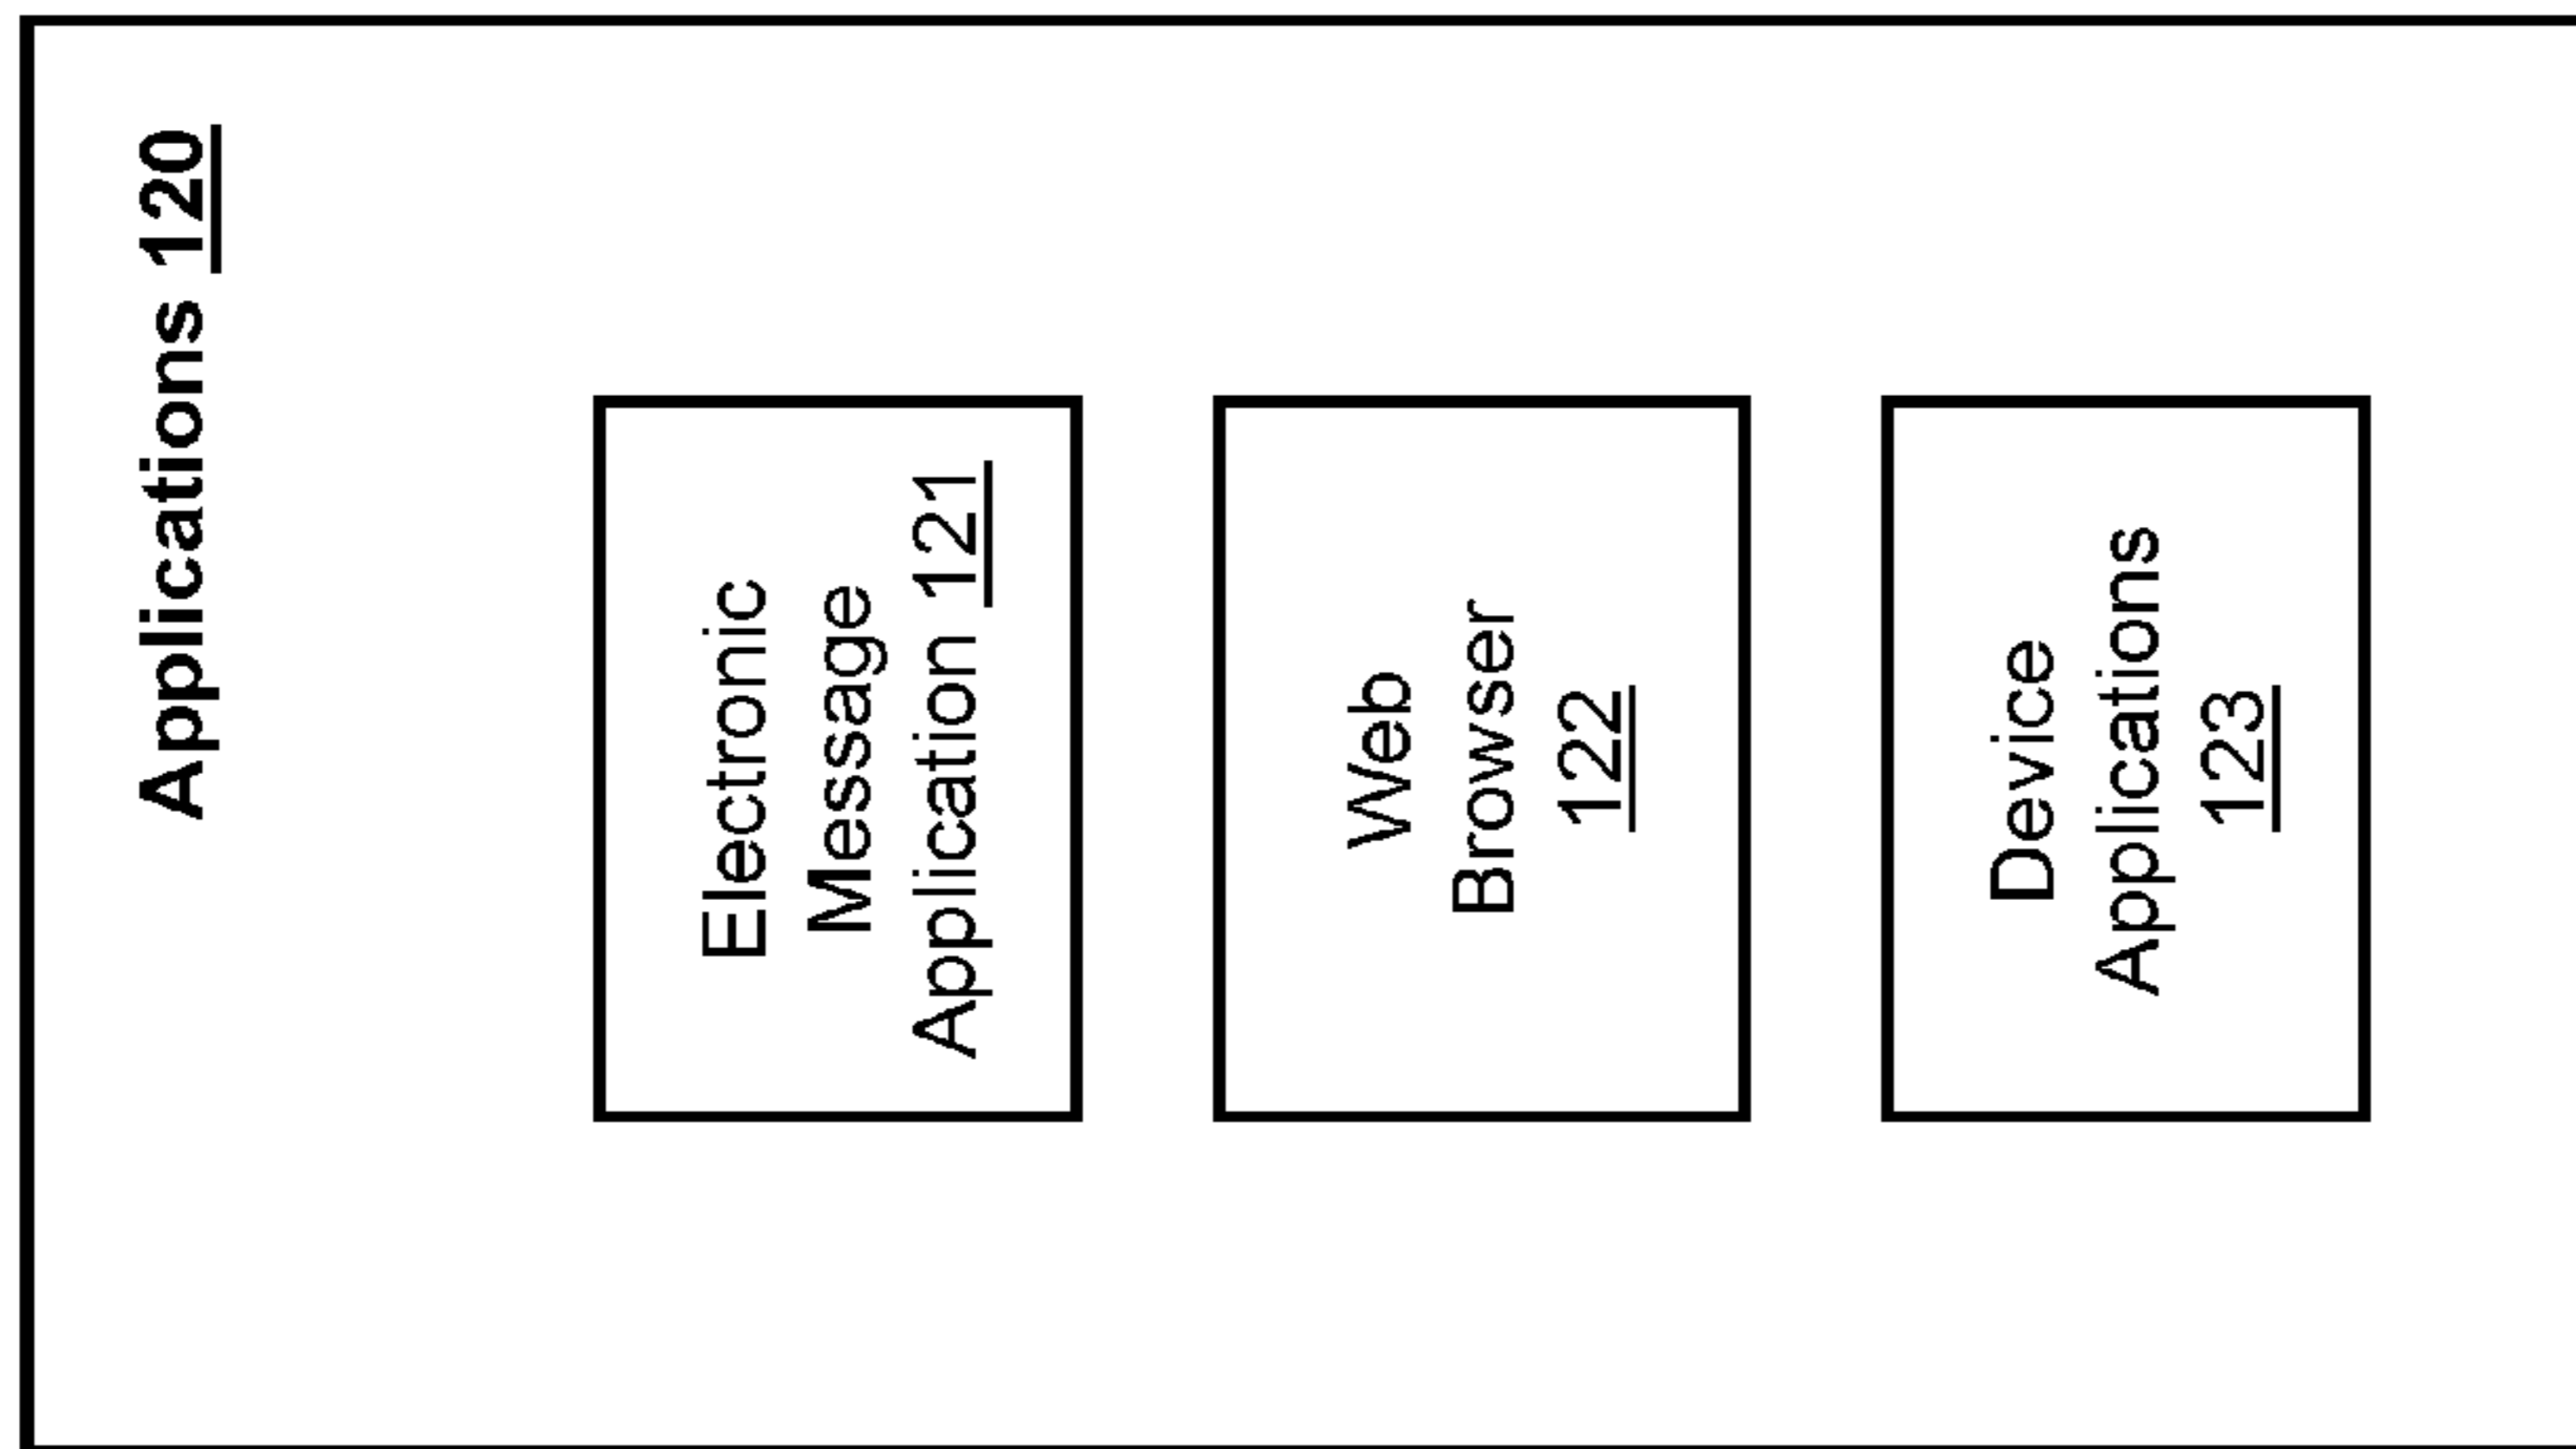 Applications 120
Electronic
Message
Application 121
Web
Browser
122
Device
Applications
123